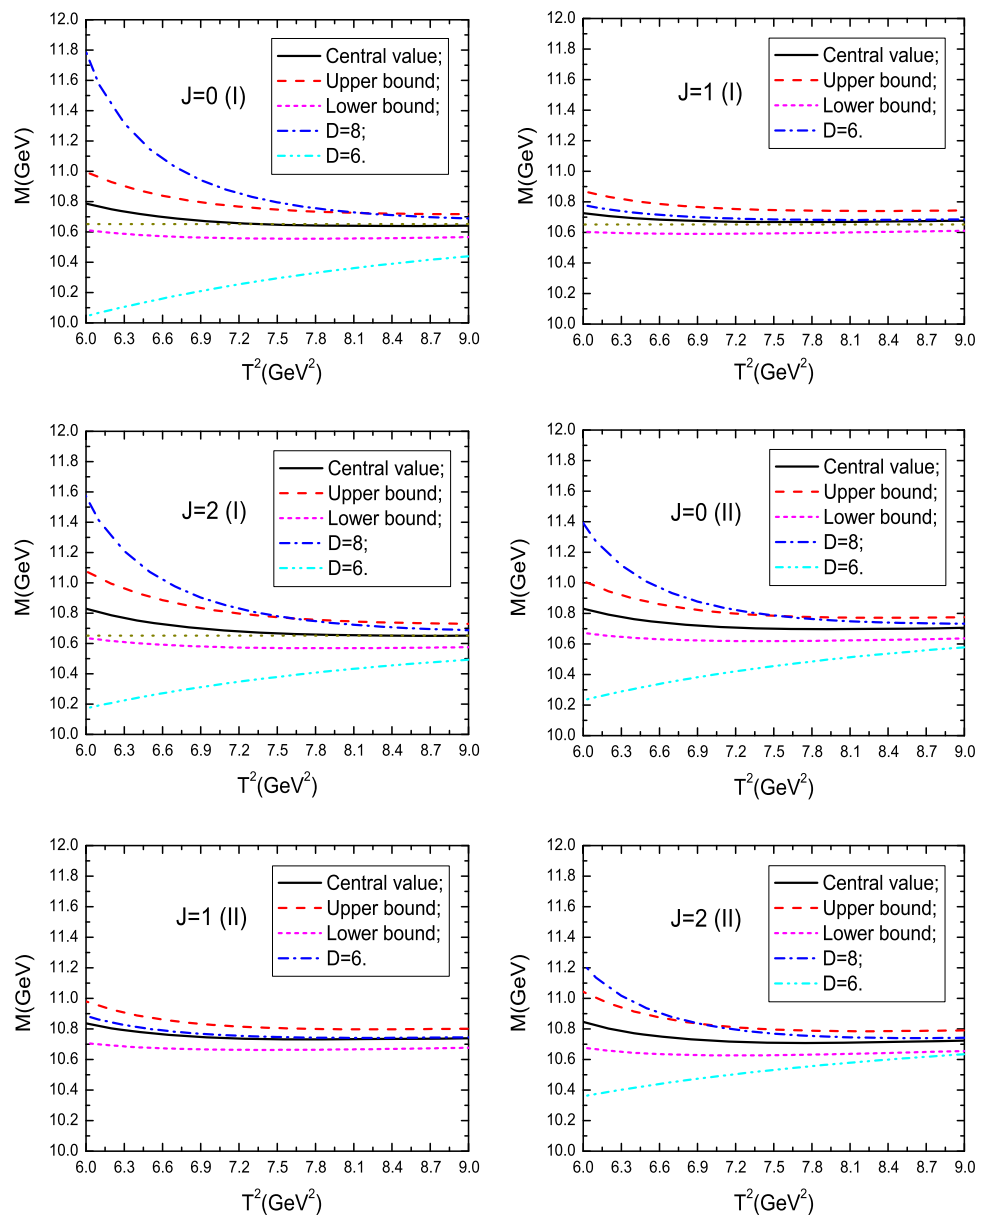 12.0
11.8
11.6
11.4
11.2
11.0
10.8
10.6
10.4
10.2
10.0
M(GeV)
J=0 (I)
Central value;
Upper bound;
Lower bound;
D=8;
D=6.
6.0 6.3 6.6 6.9 7.2 7.5 7.8 8.1 8.4 8.7 9.0
T²(GeV²)
12.0
11.8
11.6
11.4
11.2
11.0
10.8
10.6
10.4
10.2
10.0
M(GeV)
J=1 (I)
Central value;
Upper bound;
Lower bound;
D=6.
6.0 6.3 6.6 6.9 7.2 7.5 7.8 8.1 8.4 8.7 9.0
T²(GeV²)
12.0
11.8
11.6
11.4
11.2
11.0
10.8
10.6
10.4
10.2
10.0
M(GeV)
J=2 (I)
Central value;
Upper bound;
Lower bound;
D=8;
D=6.
6.0 6.3 6.6 6.9 7.2 7.5 7.8 8.1 8.4 8.7 9.0
T²(GeV²)
12.0
11.8
11.6
11.4
11.2
11.0
10.8
10.6
10.4
10.2
10.0
M(GeV)
J=0 (II)
Central value;
Upper bound;
Lower bound;
D=8;
D=6.
6.0 6.3 6.6 6.9 7.2 7.5 7.8 8.1 8.4 8.7 9.0
T²(GeV²)
12.0
11.8
11.6
11.4
11.2
11.0
10.8
10.6
10.4
10.2
10.0
M(GeV)
J=1 (II)
Central value;
Upper bound;
Lower bound;
D=6.
6.0 6.3 6.6 6.9 7.2 7.5 7.8 8.1 8.4 8.7 9.0
T²(GeV²)
12.0
11.8
11.6
11.4
11.2
11.0
10.8
10.6
10.4
10.2
10.0
M(GeV)
J=2 (II)
Central value;
Upper bound;
Lower bound;
D=8;
D=6.
6.0 6.3 6.6 6.9 7.2 7.5 7.8 8.1 8.4 8.7 9.0
T²(GeV²)